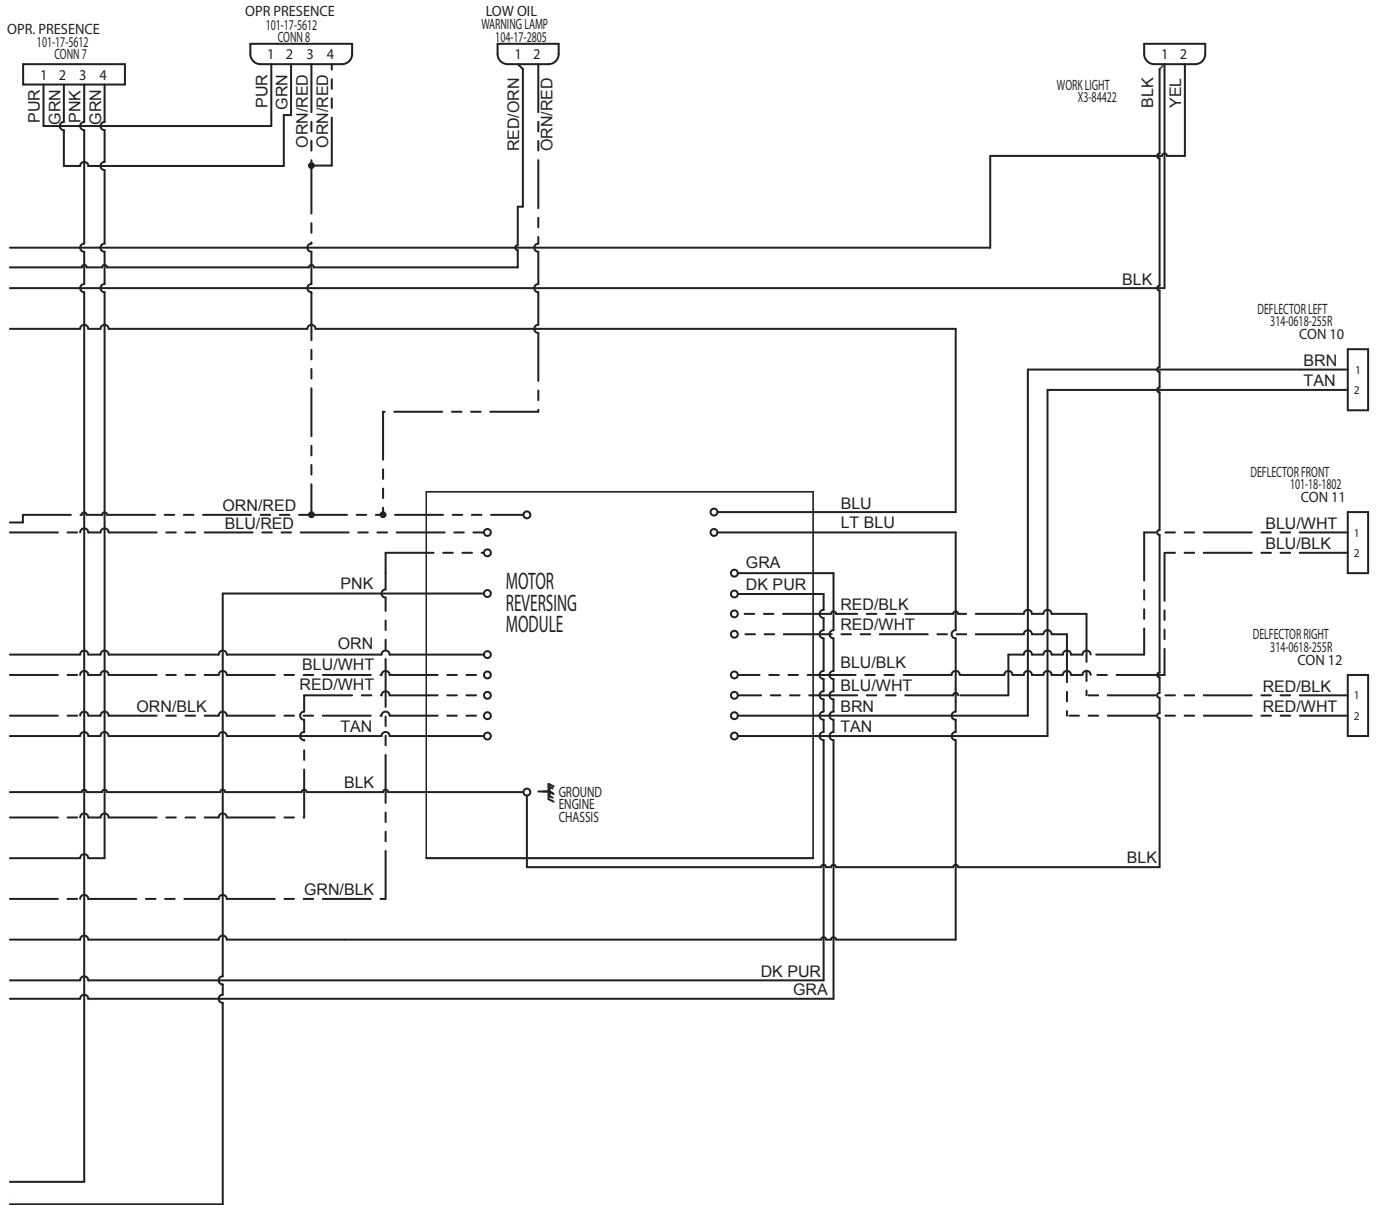 OPR. PRESENCE
101-17-5612
CONN 7
1 2 3 4
PUR
GRN
PNK
GRN
OPR PRESENCE
101-17-5612
CONN 8
1 2 3 4
PUR
GRN
ORN/RED
ORN/RED
LOW OIL
WARNING LAMP
104-17-2805
1 2
RED/ORN
ORN/RED
1 2
WORK LIGHT
X3-84422
BLK
YEL
BLK
DEFLECTOR LEFT
314-0618-255R
CON 10
BRN
1
TAN
2
DEFLECTOR FRONT
101-18-1802
CON 11
BLU/WHT
1
BLU/BLK
2
DELFECTOR RIGHT
314-0618-255R
CON 12
RED/BLK
1
RED/WHT
2
ORN/RED
BLU/RED
PNK
ORN
BLU/WHT
RED/WHT
ORN/BLK
TAN
BLK
GRN/BLK
MOTOR
REVERSING
MODULE
GROUND
ENGINE
CHASSIS
BLU
LT BLU
GRA
DK PUR
RED/BLK
RED/WHT
BLU/BLK
BLU/WHT
BRN
TAN
BLK
DK PUR
GRA